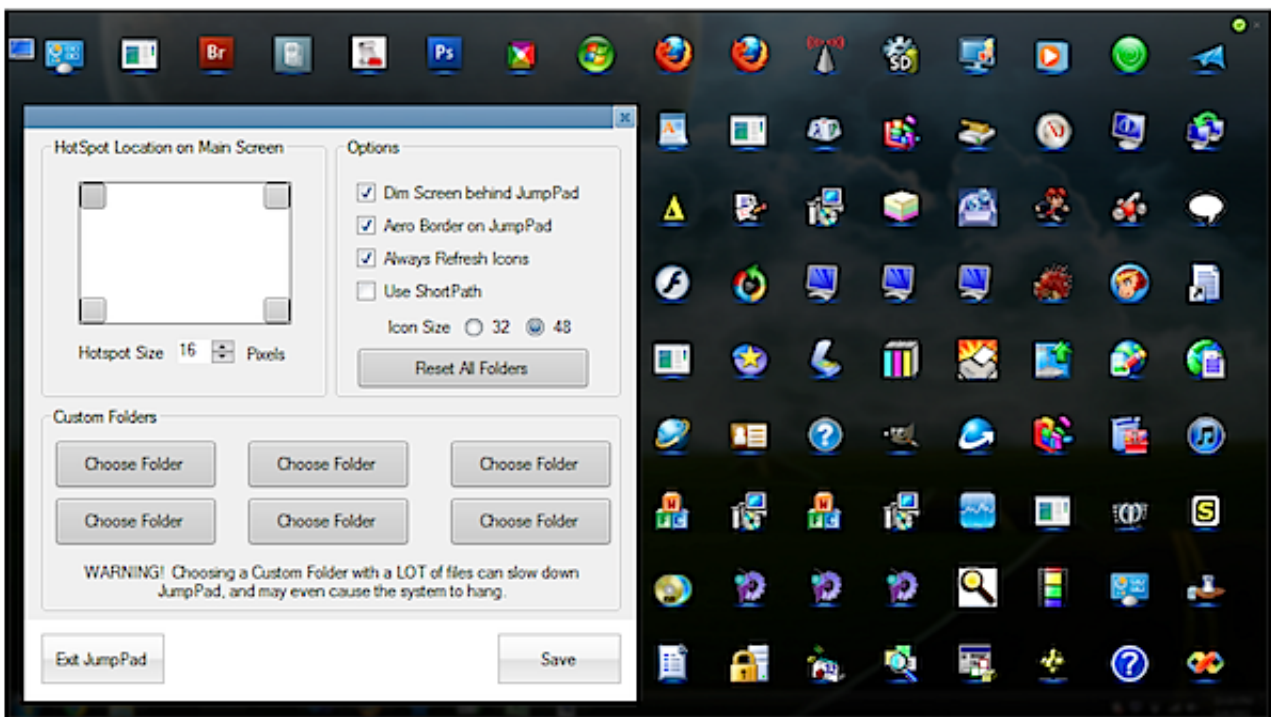 Br
Ps
SD
HotSpot Location on Main Screen
Options
Dim Screen behind JumpPad
Aero Border on JumpPad
Always Refresh Icons
Use ShortPath
Icon Size 32 48
Hotspot Size 16 Pixels
Reset All Folders
Custom Folders
Choose Folder Choose Folder Choose Folder
Choose Folder Choose Folder Choose Folder
WARNING! Choosing a Custom Folder with a LOT of files can slow down
JumpPad, and may even cause the system to hang.
Exit JumpPad Save
S